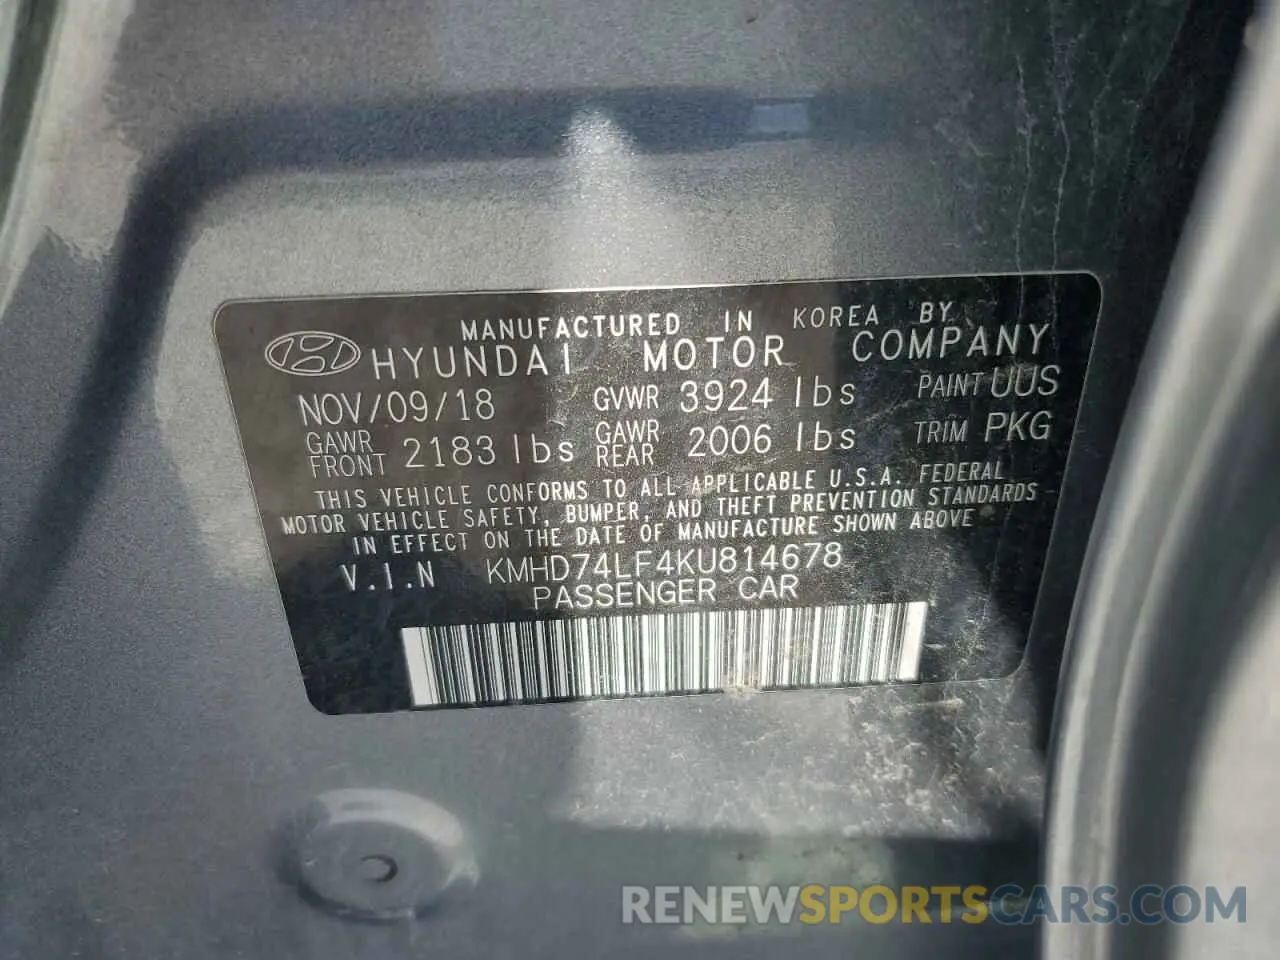 MANUFACTURED IN KOREA BY
HYUNDAI MOTOR COMPANY
NOV/09/18 GVWR 3924 lbs PAINT UUS
GAWR FRONT 2183 lbs GAWR REAR 2006 lbs TRIM PKG
THIS VEHICLE CONFORMS TO ALL APPLICABLE U.S.A. FEDERAL
MOTOR VEHICLE SAFETY, BUMPER, AND THEFT PREVENTION STANDARDS
IN EFFECT ON THE DATE OF MANUFACTURE SHOWN ABOVE
V.I.N KMHD74LF4KU814678
PASSENGER CAR
RENEWSPORTSCARS.COM